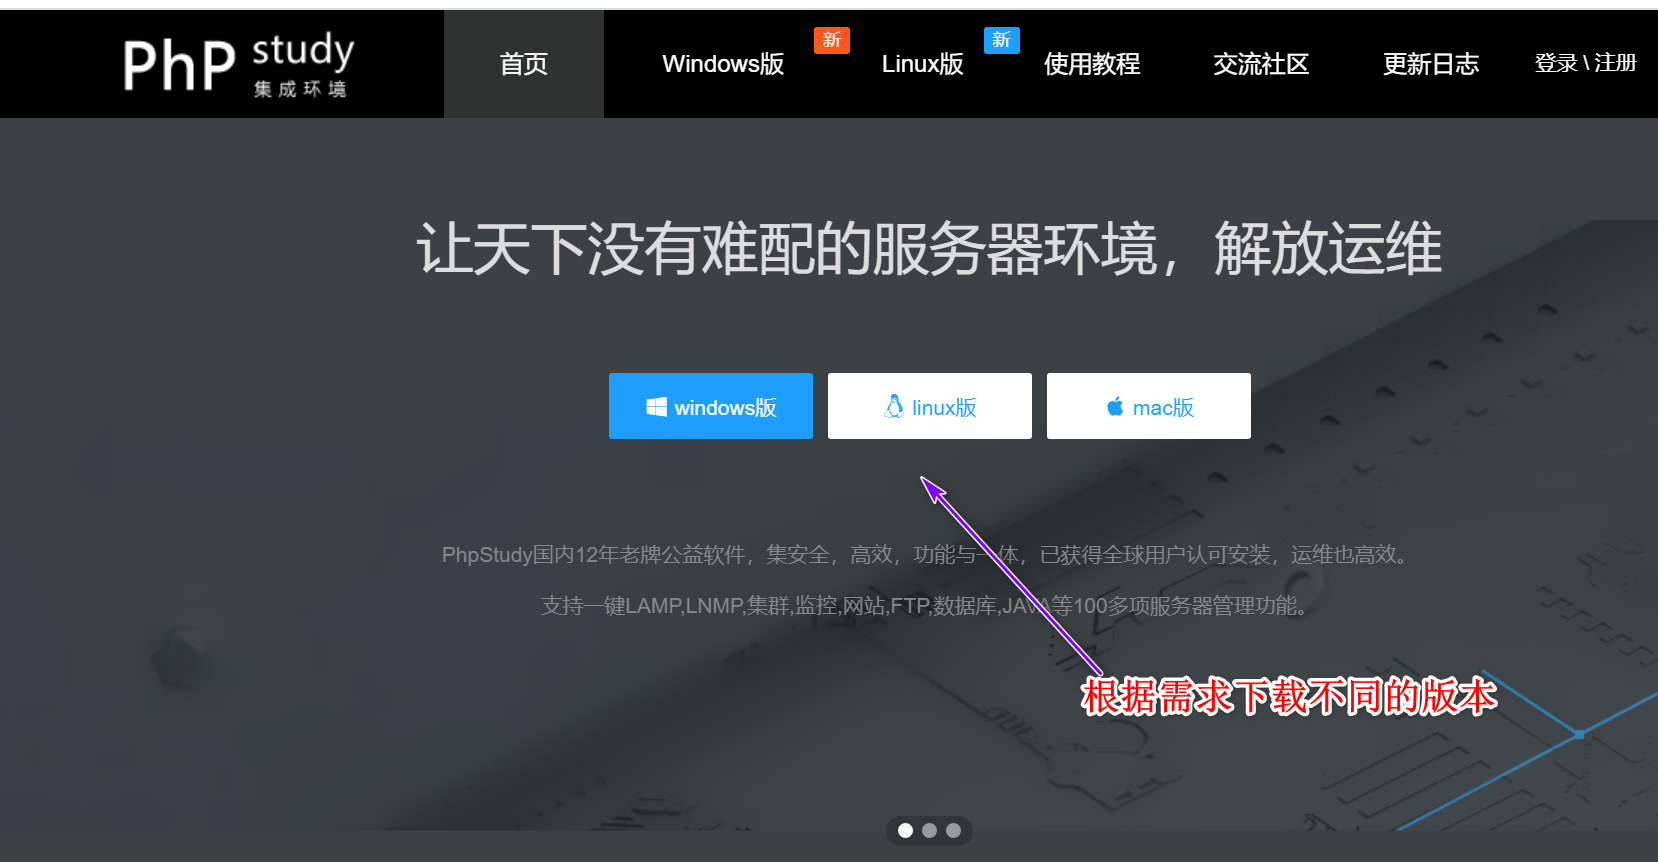 PhP study
集成环境
首页
Windows版
新
Linux版
新
使用教程
交流社区
更新日志
登录 \ 注册
让天下没有难配的服务器环境，解放运维
windows版
linux版
mac版
PhpStudy国内12年老牌公益软件，集安全，高效，功能与一体，已获得全球用户认可安装，运维也高效。
支持一键LAMP,LNMP,集群,监控,网站,FTP,数据库,JAVA等100多项服务器管理功能。
根据需求下载不同的版本